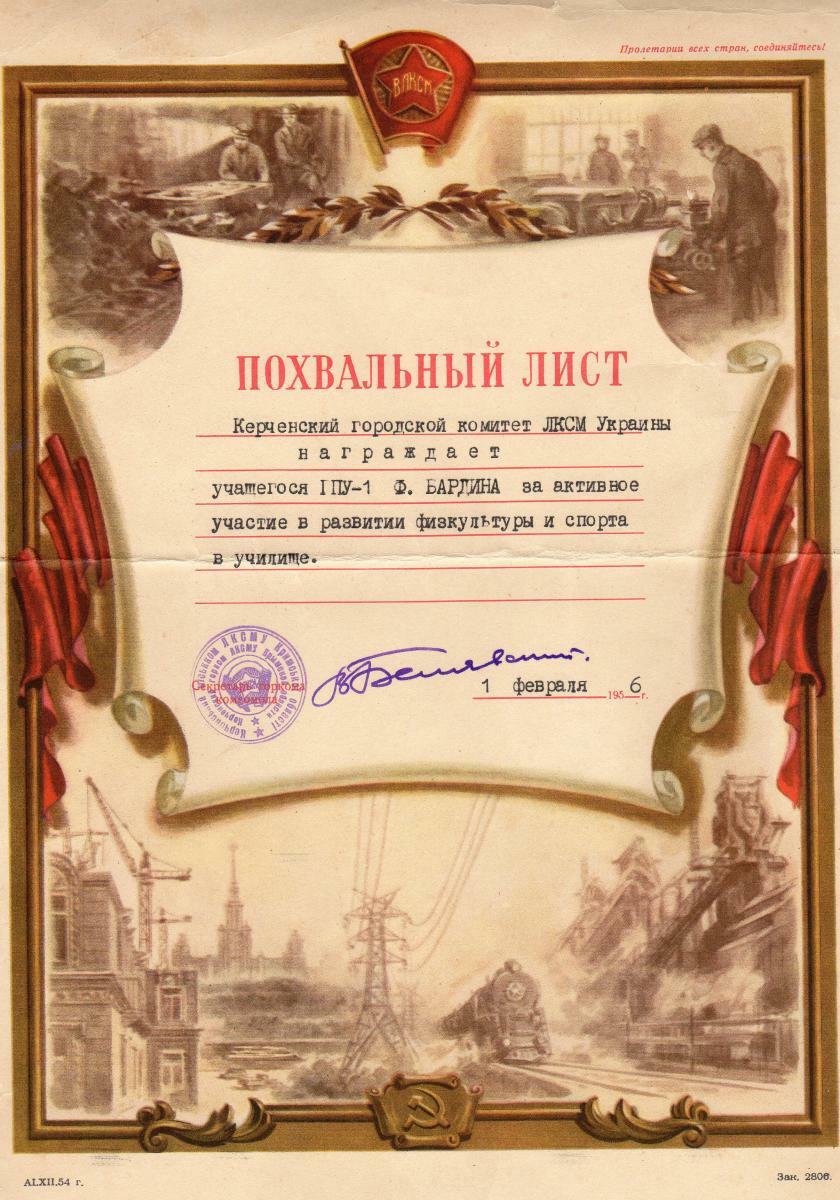 Пролетарии всех стран, соединяйтесь!
ВЛКСМ
ПОХВАЛЬНЫЙ ЛИСТ
Керченский городской комитет ЛКСМ Украины
награждает
учащегося ГПУ-1 Ф. БАРДИНА за активное
участие в развитии физкультуры и спорта
в училище.
Секретарь горкома
комсомола
1 февраля 1956 г.
ALXII.54 г.
Зак. 2806.